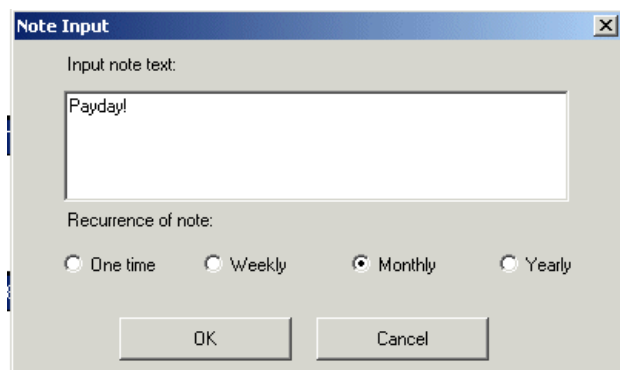 Note Input
Input note text:
Payday!
Recurrence of note:
One time Weekly Monthly Yearly
OK Cancel